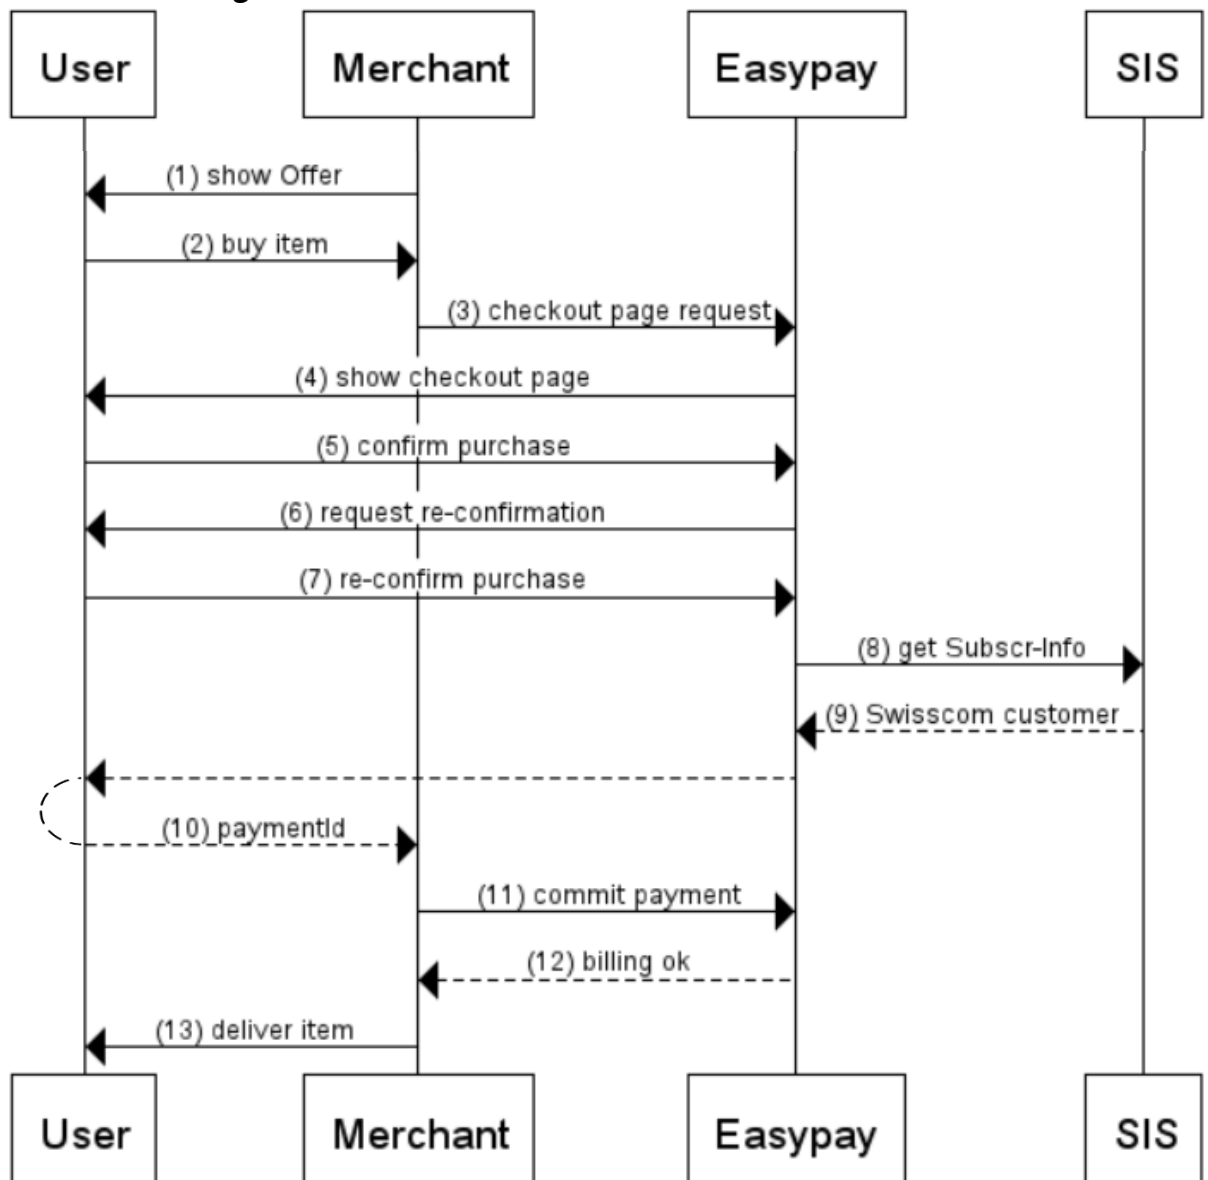 User
Merchant
Easypay
SIS
(1) show Offer
(2) buy item
(3) checkout page request
(4) show checkout page
(5) confirm purchase
(6) request re-confirmation
(7) re-confirm purchase
(8) get Subscr-Info
(9) Swisscom customer
(10) paymentId
(11) commit payment
(12) billing ok
(13) deliver item
User
Merchant
Easypay
SIS